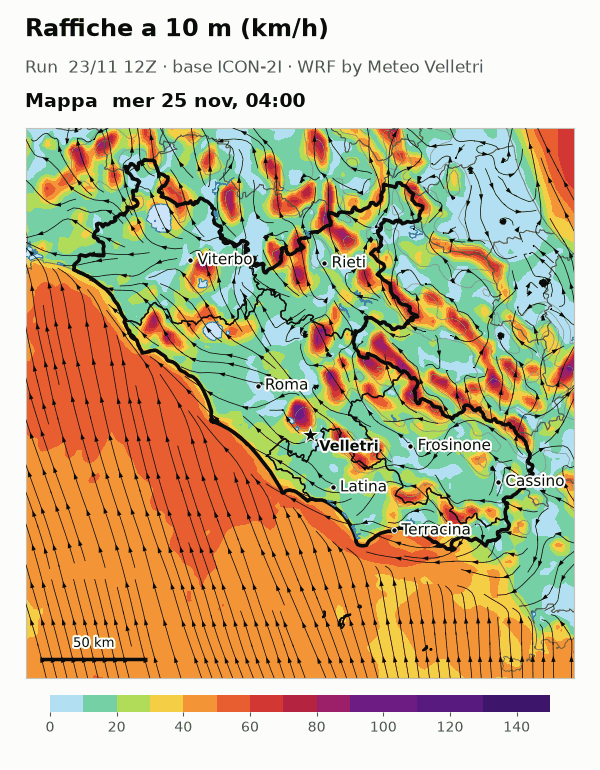 Raffiche a 10 m (km/h)
Run  23/11 12Z · base ICON-2I · WRF by Meteo Velletri
Mappa  mer 25 nov, 04:00
Viterbo
Rieti
Roma
Velletri
Frosinone
Latina
Cassino
Terracina
50 km
0 20 40 60 80 100 120 140